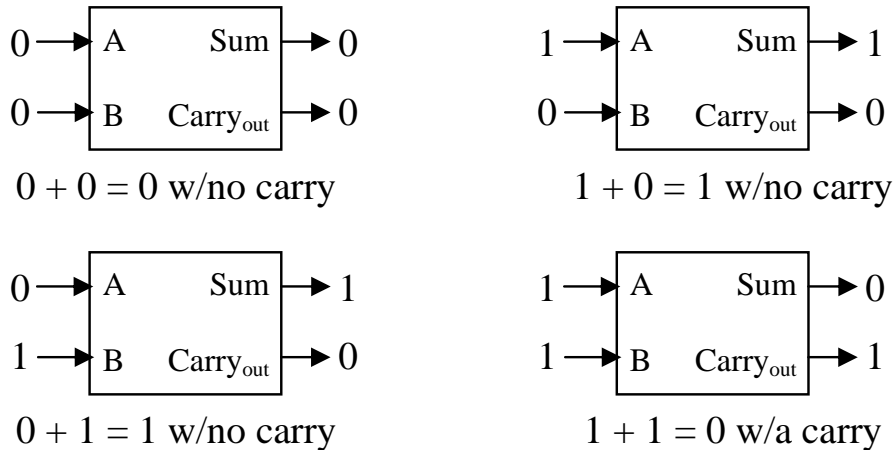 0 A Sum 0
0 B Carryout 0
0 + 0 = 0 w/no carry
1 A Sum 1
0 B Carryout 0
1 + 0 = 1 w/no carry
0 A Sum 1
1 B Carryout 0
0 + 1 = 1 w/no carry
1 A Sum 0
1 B Carryout 1
1 + 1 = 0 w/a carry